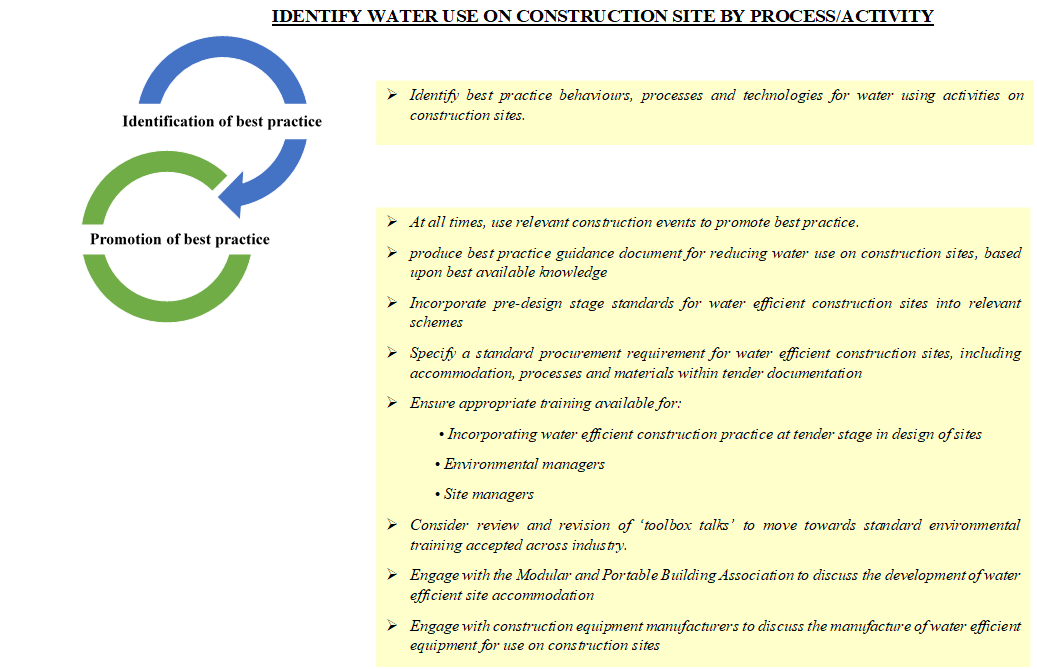 IDENTIFY WATER USE ON CONSTRUCTION SITE BY PROCESS/ACTIVITY
Identification of best practice
➢ Identify best practice behaviours, processes and technologies for water using activities on
construction sites.
Promotion of best practice
➢ At all times, use relevant construction events to promote best practice.
➢ produce best practice guidance document for reducing water use on construction sites, based
upon best available knowledge
➢ Incorporate pre-design stage standards for water efficient construction sites into relevant
schemes
➢ Specify a standard procurement requirement for water efficient construction sites, including
accommodation, processes and materials within tender documentation
➢ Ensure appropriate training available for:
• Incorporating water efficient construction practice at tender stage in design of sites
• Environmental managers
• Site managers
➢ Consider review and revision of ‘toolbox talks’ to move towards standard environmental
training accepted across industry.
➢ Engage with the Modular and Portable Building Association to discuss the development of water
efficient site accommodation
➢ Engage with construction equipment manufacturers to discuss the manufacture of water efficient
equipment for use on construction sites